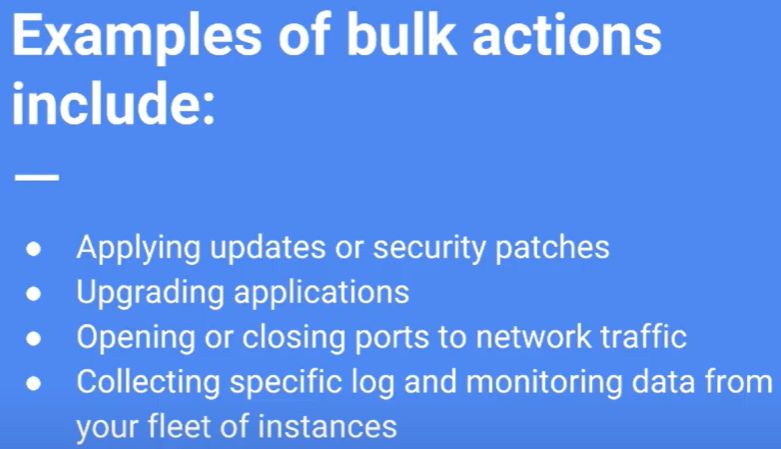 Examples of bulk actions
include:
● Applying updates or security patches
● Upgrading applications
● Opening or closing ports to network traffic
● Collecting specific log and monitoring data from
your fleet of instances